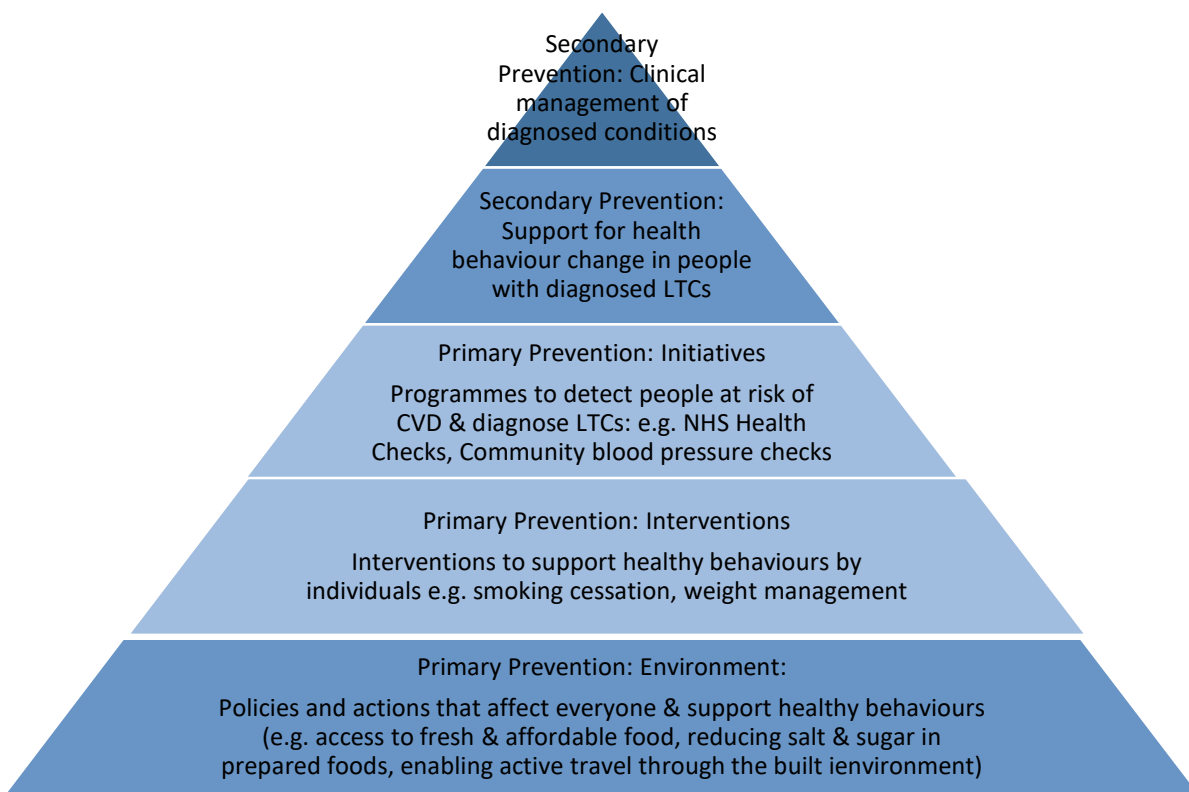 Secondary
Prevention: Clinical
management of
diagnosed conditions
Secondary Prevention:
Support for health
behaviour change in people
with diagnosed LTCs
Primary Prevention: Initiatives
Programmes to detect people at risk of
CVD & diagnose LTCs: e.g. NHS Health
Checks, Community blood pressure checks
Primary Prevention: Interventions
Interventions to support healthy behaviours by
individuals e.g. smoking cessation, weight management
Primary Prevention: Environment:
Policies and actions that affect everyone & support healthy behaviours
(e.g. access to fresh & affordable food, reducing salt & sugar in
prepared foods, enabling active travel through the built ienvironment)